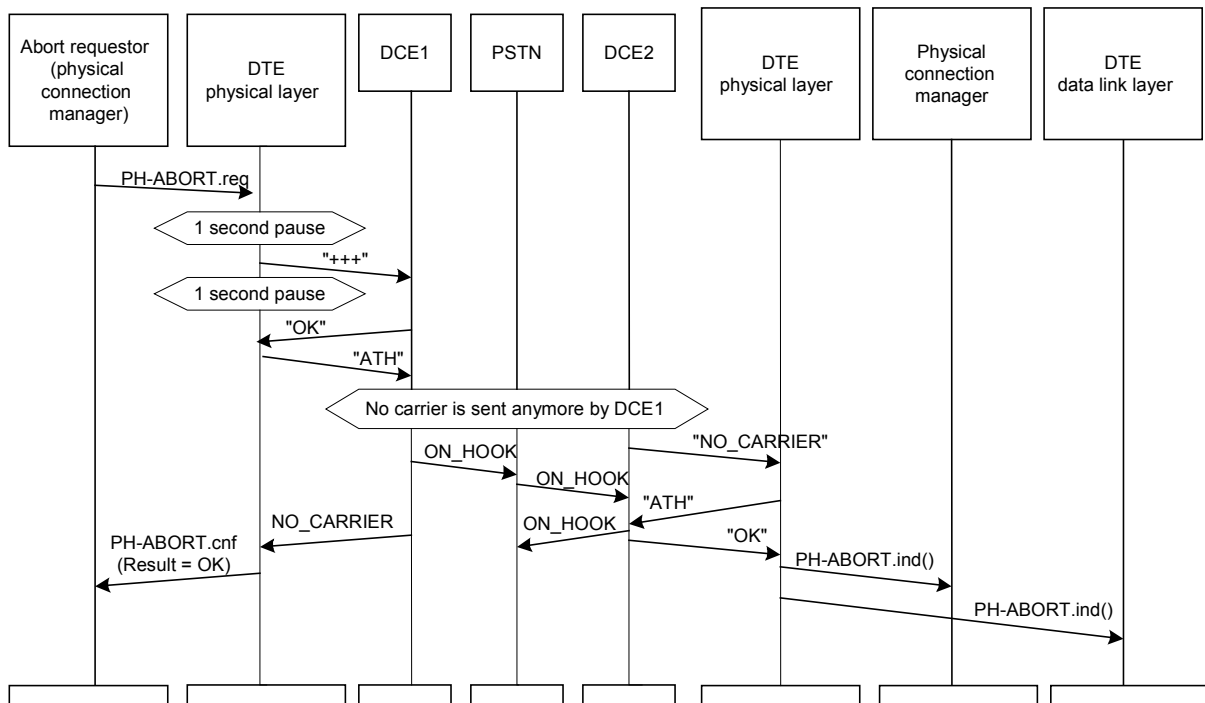 Abort requestor
(physical
connection
manager)
DTE
physical layer
DCE1
PSTN
DCE2
DTE
physical layer
Physical
connection
manager
DTE
data link layer
PH-ABORT.req
1 second pause
"+++"
1 second pause
"OK"
"ATH"
No carrier is sent anymore by DCE1
"NO_CARRIER"
ON_HOOK
ON_HOOK
"ATH"
ON_HOOK
NO_CARRIER
"OK"
PH-ABORT.cnf
(Result = OK)
PH-ABORT.ind()
PH-ABORT.ind()